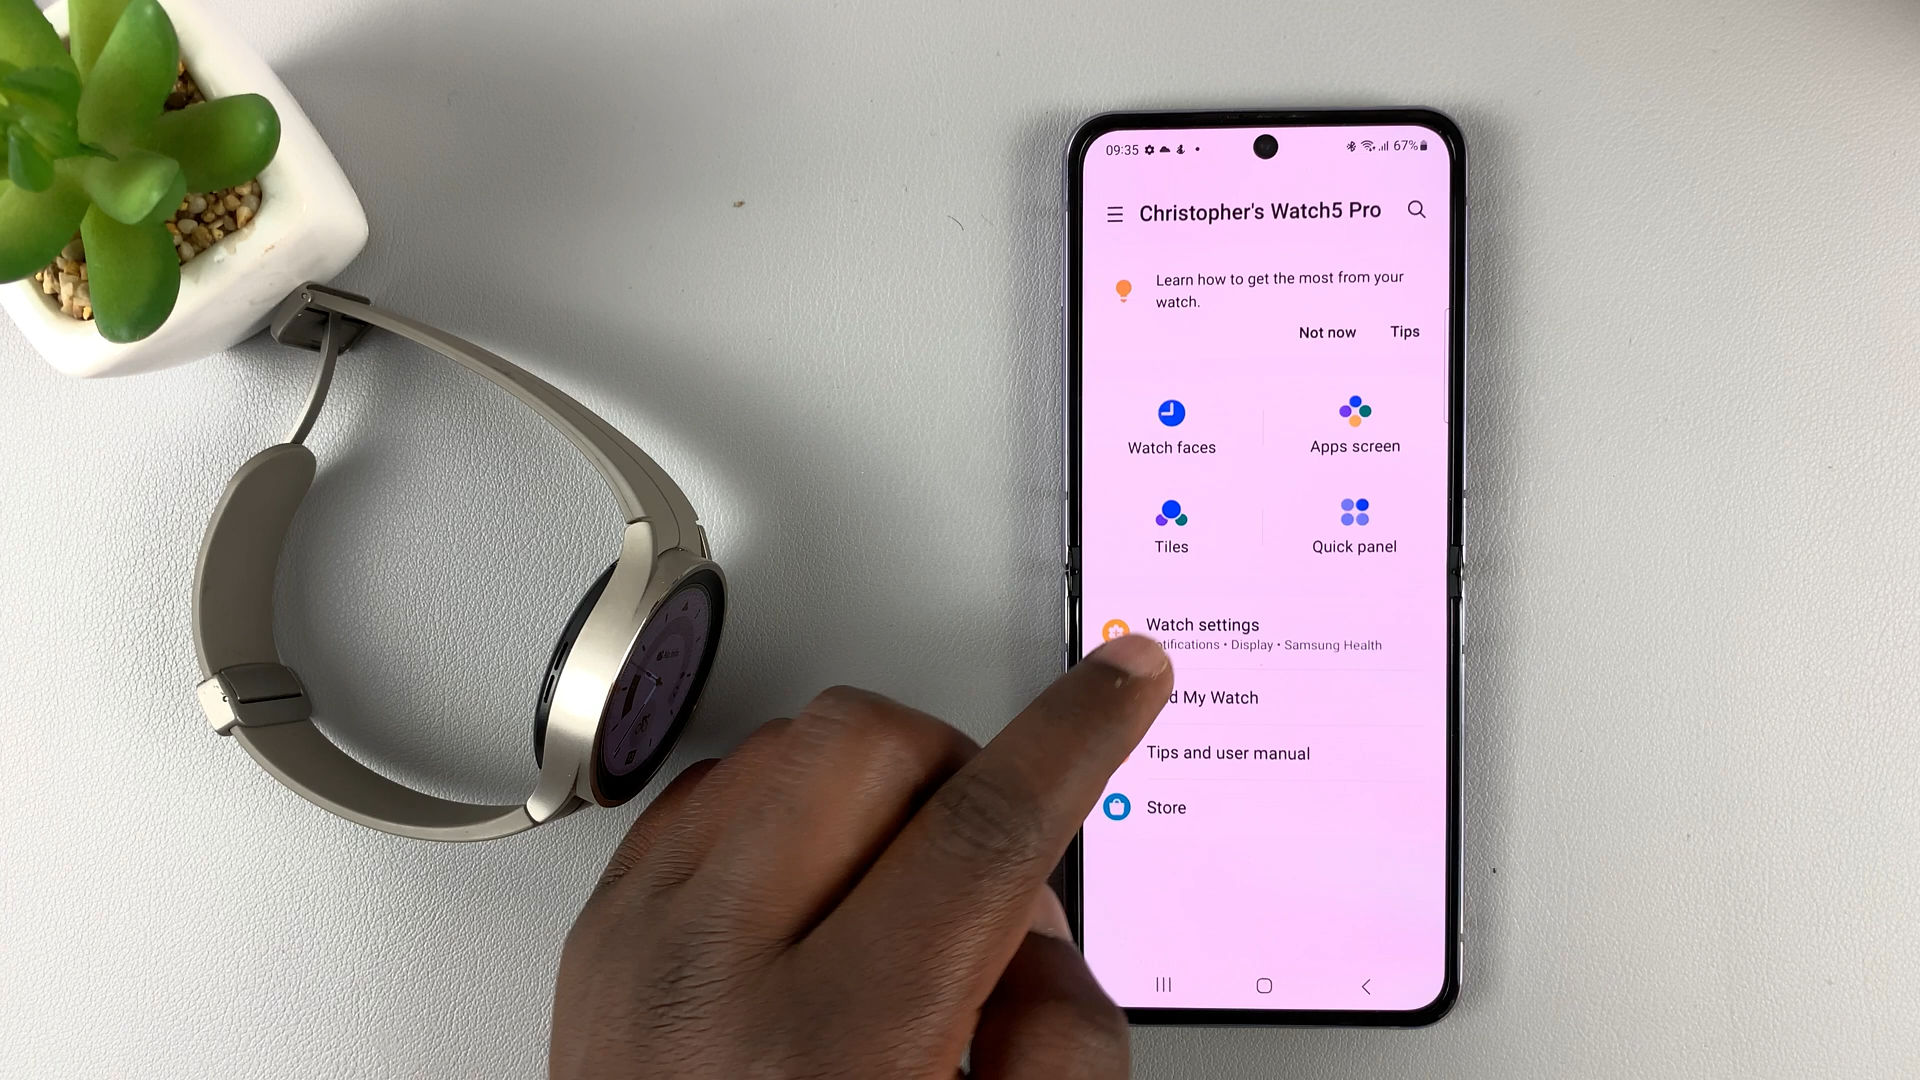 09:35
67%
Christopher's Watch5 Pro
Learn how to get the most from your
watch.
Not now
Tips
Watch faces
Apps screen
Tiles
Quick panel
Watch settings
otifications • Display • Samsung Health
d My Watch
Tips and user manual
Store